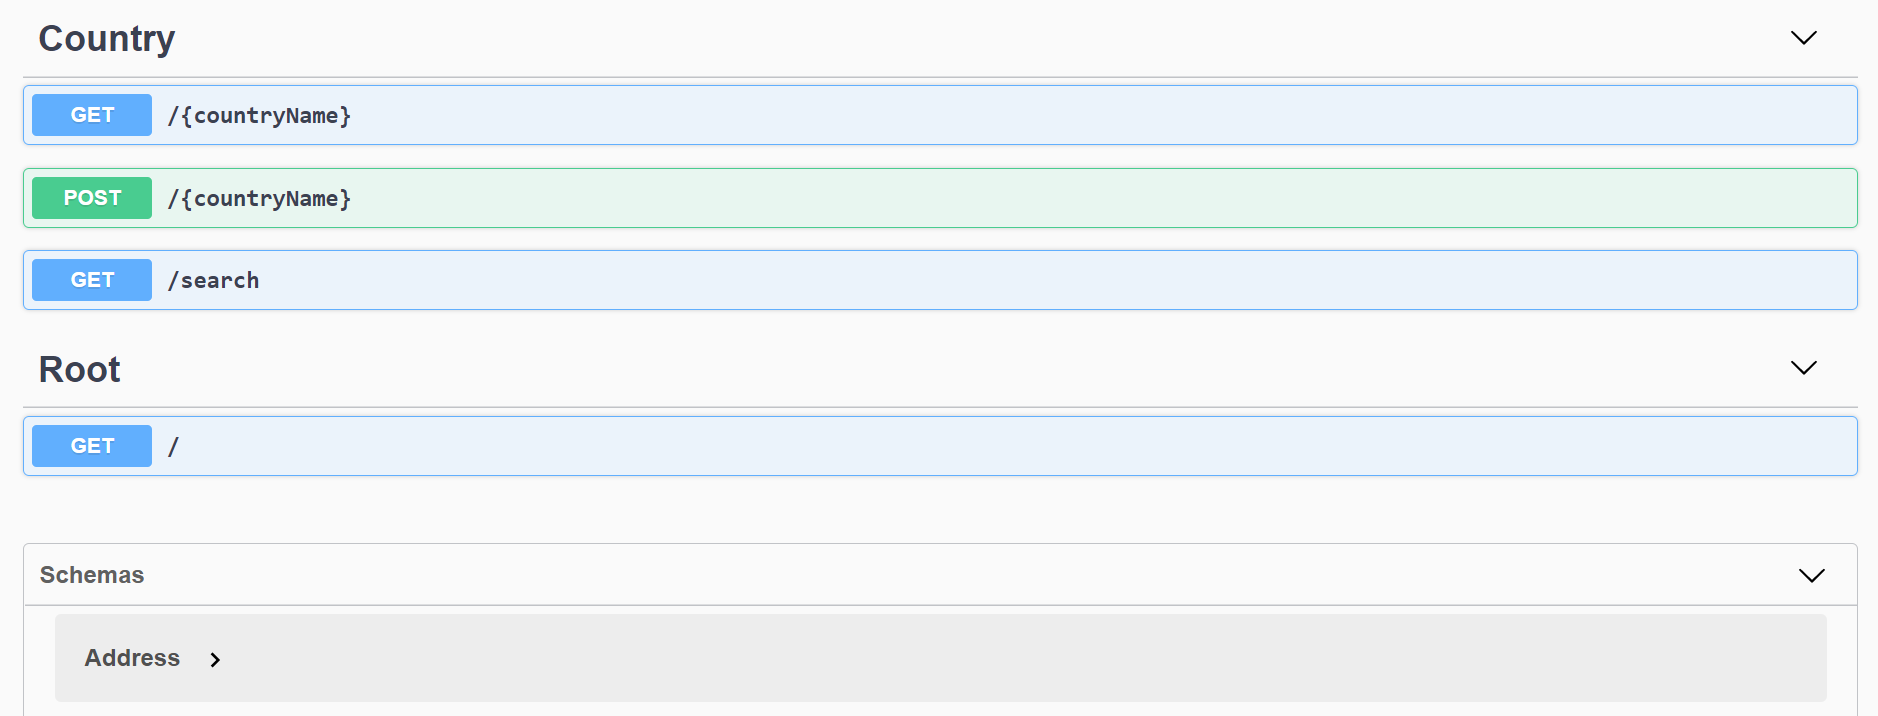 Country
GET /{countryName}
POST /{countryName}
GET /search
Root
GET /
Schemas
Address